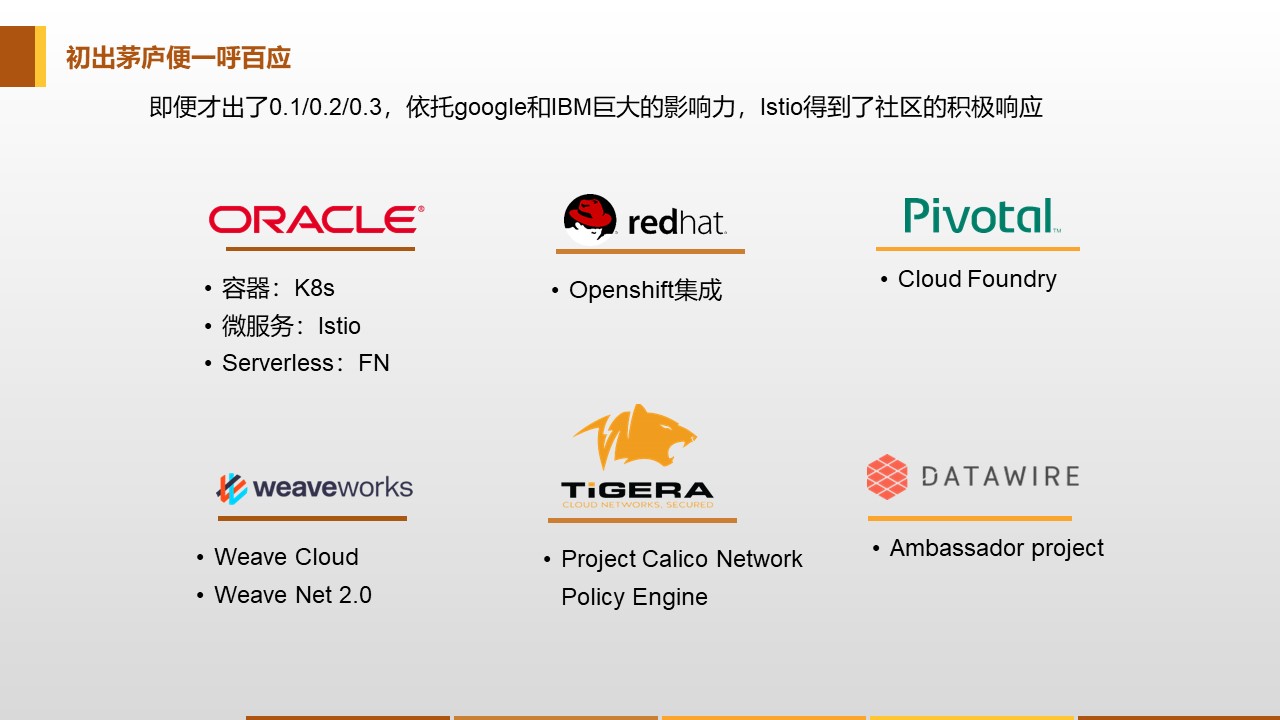 初出茅庐便一呼百应
即便才出了0.1/0.2/0.3，依托google和IBM巨大的影响力，Istio得到了社区的积极响应
ORACLE®
redhat.
Pivotal™
• 容器：K8s
• 微服务：Istio
• Serverless：FN
• Openshift集成
• Cloud Foundry
weaveworks
TiGERA
CLOUD NETWORKS. SECURED
DATAWIRE
• Weave Cloud
• Weave Net 2.0
• Project Calico Network
Policy Engine
• Ambassador project